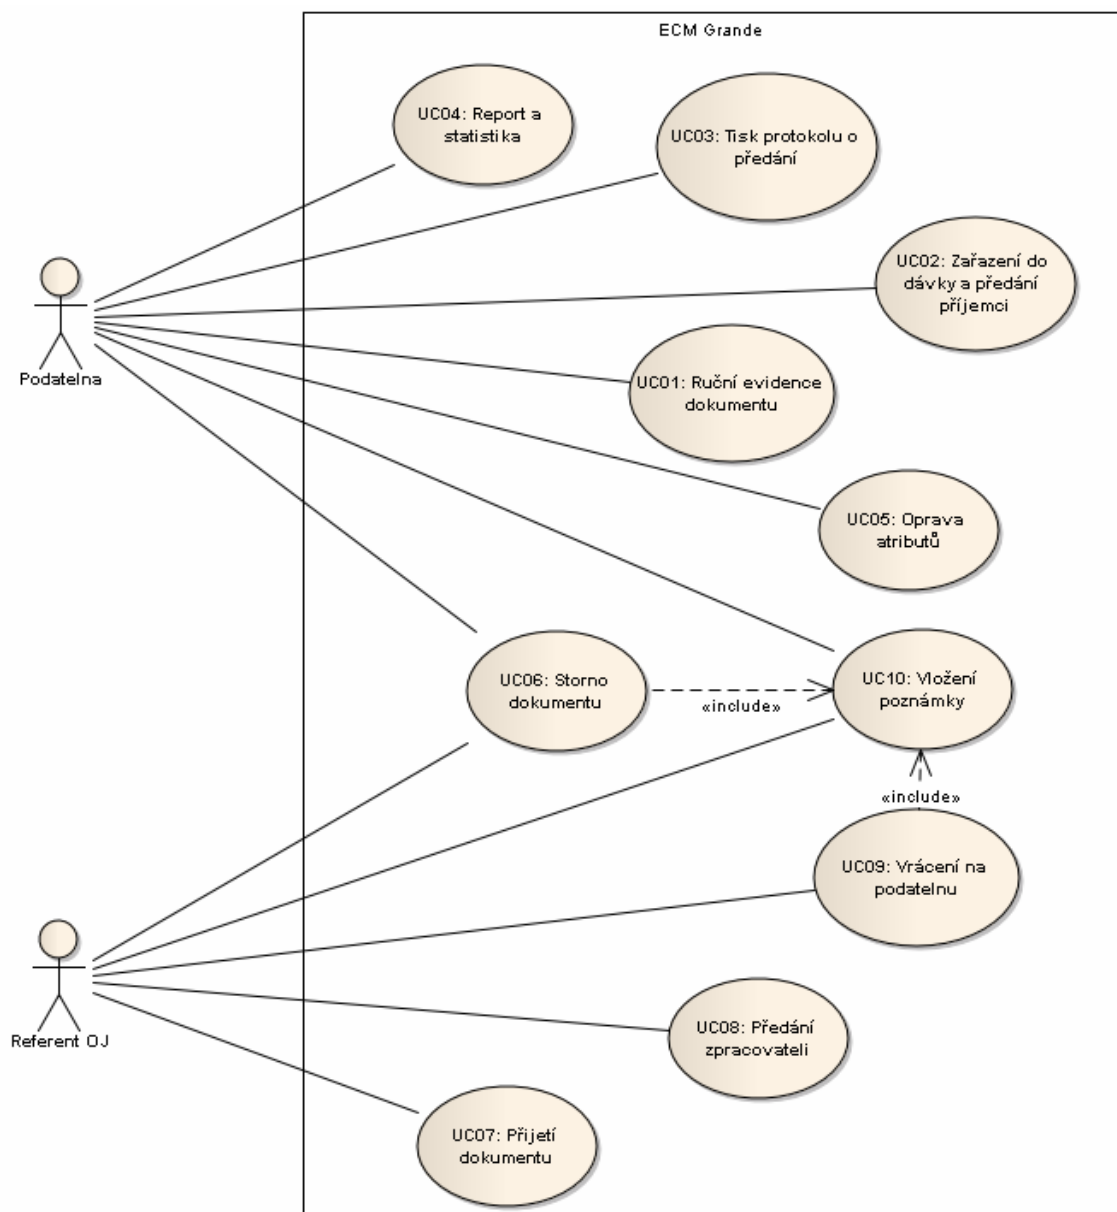 ECM Grande
UC04: Report a
statistika
UC03: Tisk protokolu o
předání
UC02: Zařazení do
dávky a předání
příjemci
Podatelna
UC01: Ruční evidence
dokumentu
UC05: Oprava
atributů
UC06: Storno
dokumentu
«include»
UC10: Vložení
poznámky
«include»
UC09: Vrácení na
podatelnu
Referent OJ
UC08: Předání
zpracovateli
UC07: Přijetí
dokumentu